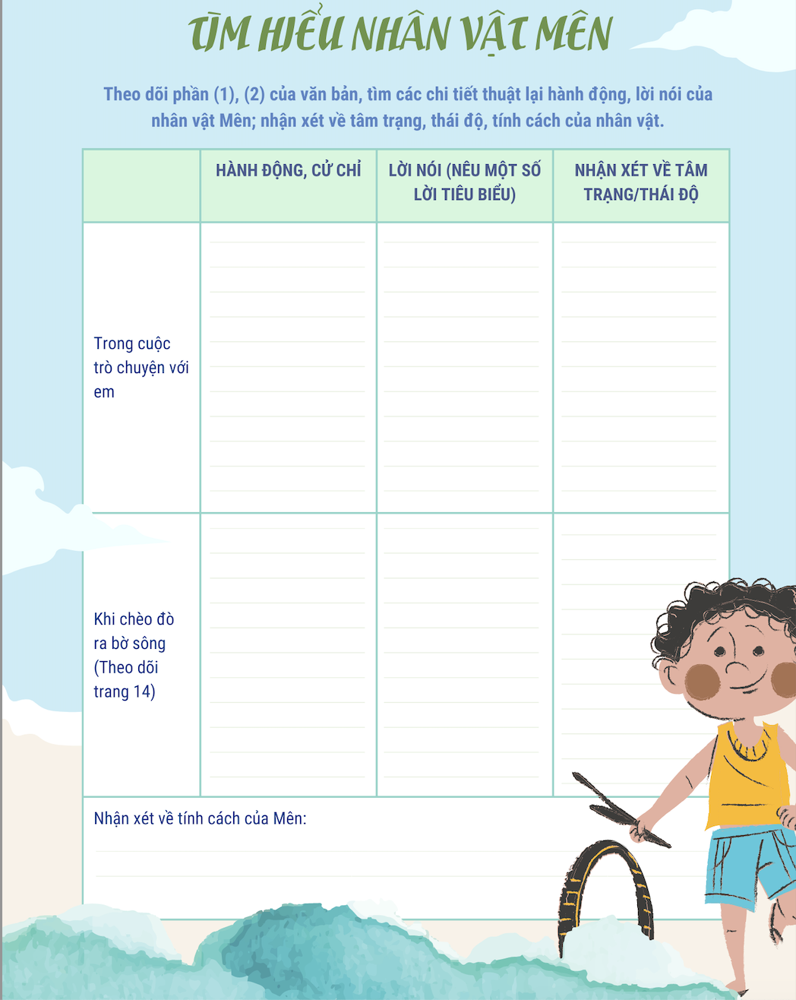 TÌM HIỂU NHÂN VẬT MÊN
Theo dõi phần (1), (2) của văn bản, tìm các chi tiết thuật lại hành động, lời nói của
nhân vật Mên; nhận xét về tâm trạng, thái độ, tính cách của nhân vật.
HÀNH ĐỘNG, CỬ CHỈ
LỜI NÓI (NÊU MỘT SỐ
LỜI TIÊU BIỂU)
NHẬN XÉT VỀ TÂM
TRẠNG/THÁI ĐỘ
Trong cuộc
trò chuyện với
em
Khi chèo đò
ra bờ sông
(Theo dõi
trang 14)
Nhận xét về tính cách của Mên: